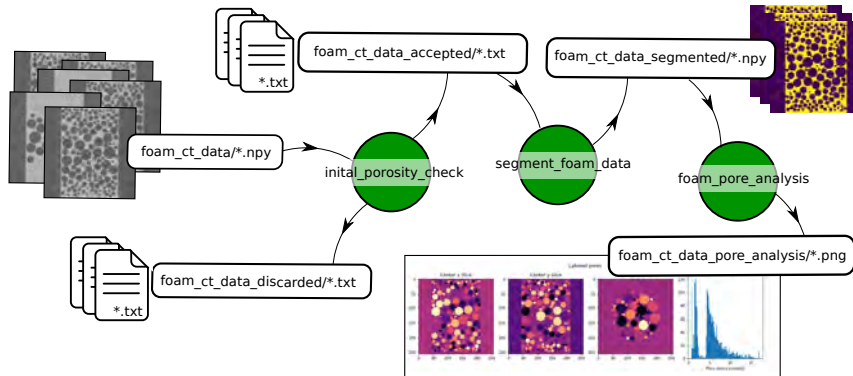 foam_ct_data_accepted/*.txt
foam_ct_data_segmented/*.npy
*.txt
foam_ct_data/*.npy
inital_porosity_check
segment_foam_data
foam_pore_analysis
foam_ct_data_discarded/*.txt
*.txt
foam_ct_data_pore_analysis/*.png